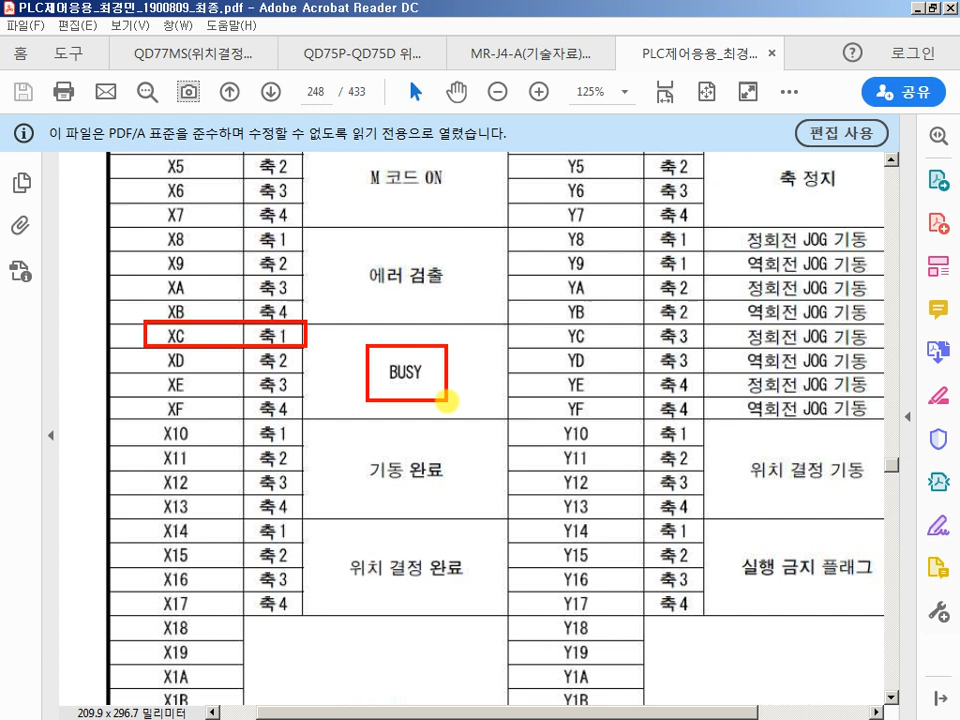 PLC제어응용_최경민_1900809_최종.pdf - Adobe Acrobat Reader DC
파일(F) 편집(E) 보기(V) 창(W) 도움말(H)
홈 도구 QD77MS(위치결정... QD75P-QD75D 위... MR-J4-A(기술자료)... PLC제어응용_최경... × 로그인
248 / 433 125% 공유
이 파일은 PDF/A 표준을 준수하며 수정할 수 없도록 읽기 전용으로 열렸습니다. 편집 사용
X5 축2 M 코드 ON Y5 축2 축 정지
X6 축3 Y6 축3
X7 축4 Y7 축4
X8 축1 에러 검출 Y8 축1 정회전 JOG 기동
X9 축2 Y9 축1 역회전 JOG 기동
XA 축3 YA 축2 정회전 JOG 기동
XB 축4 YB 축2 역회전 JOG 기동
XC 축1 BUSY YC 축3 정회전 JOG 기동
XD 축2 YD 축3 역회전 JOG 기동
XE 축3 YE 축4 정회전 JOG 기동
XF 축4 YF 축4 역회전 JOG 기동
X10 축1 기동 완료 Y10 축1 위치 결정 기동
X11 축2 Y11 축2
X12 축3 Y12 축3
X13 축4 Y13 축4
X14 축1 위치 결정 완료 Y14 축1 실행 금지 플래그
X15 축2 Y15 축2
X16 축3 Y16 축3
X17 축4 Y17 축4
X18 Y18
X19 Y19
X1A Y1A
X1B Y1B
209.9 x 296.7 밀리미터